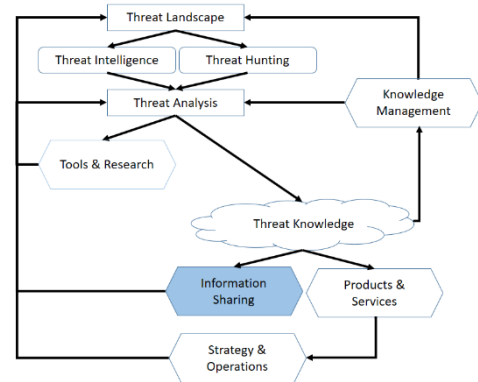 Threat Landscape
Threat Intelligence
Threat Hunting
Threat Analysis
Knowledge
Management
Tools & Research
Threat Knowledge
Information
Sharing
Products &
Services
Strategy &
Operations